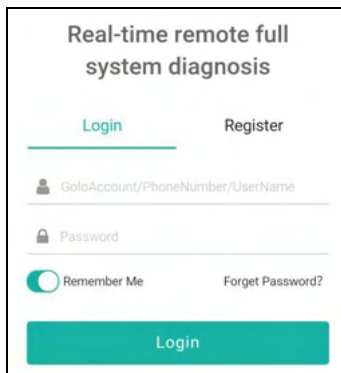 Real-time remote full
system diagnosis
Login Register
GoloAccount/PhoneNumber/UserName
Password
Remember Me Forget Password?
Login